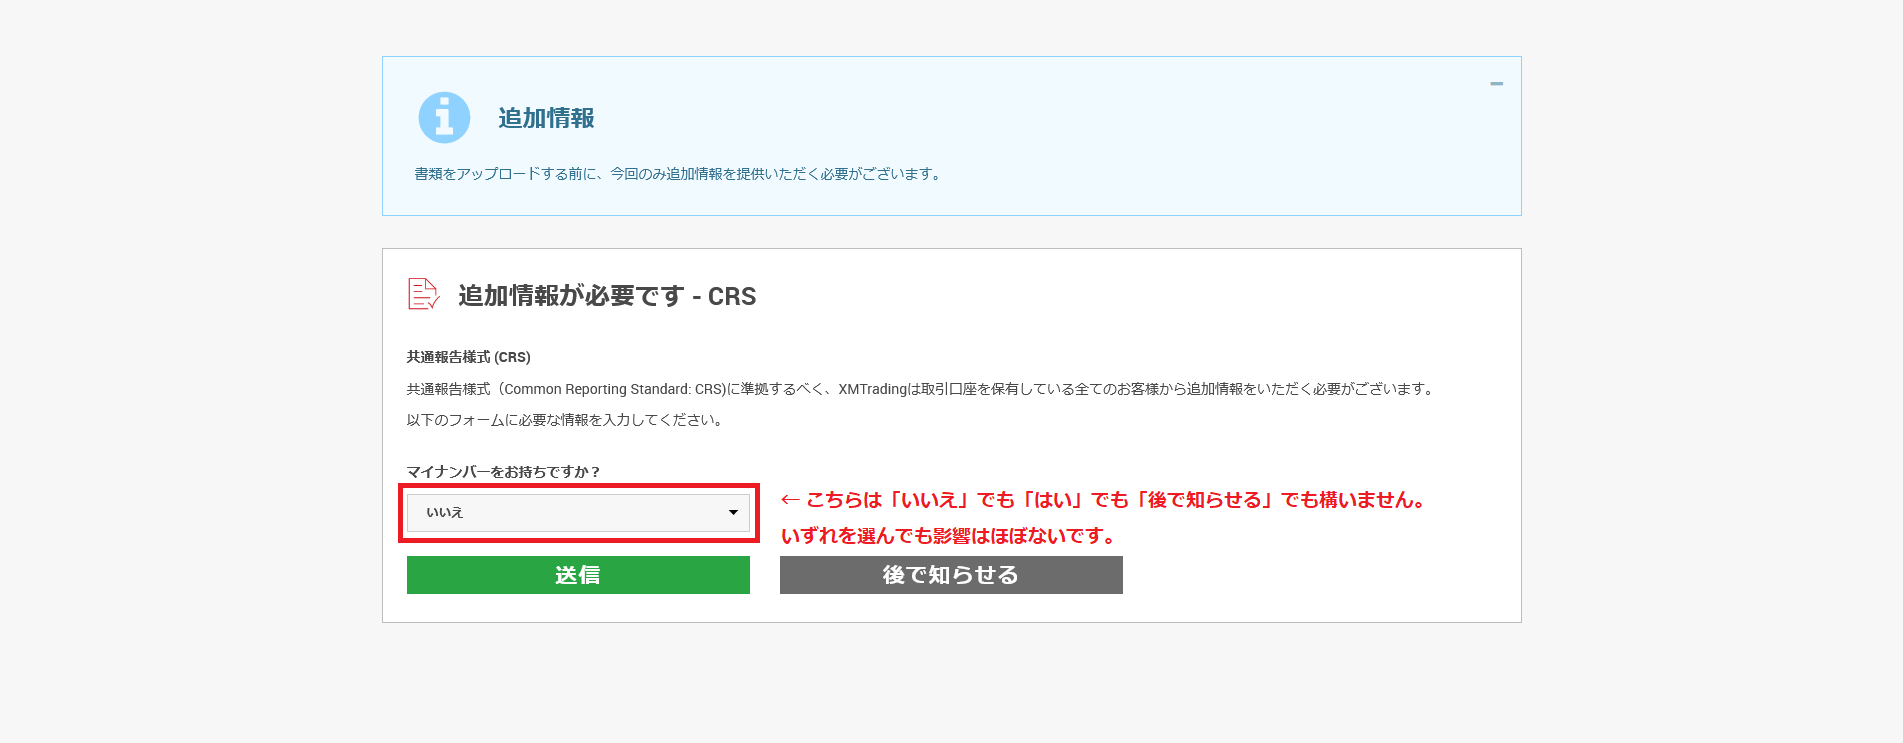 追加情報
書類をアップロードする前に、今回のみ追加情報を提供いただく必要がございます。
追加情報が必要です - CRS
共通報告様式 (CRS)
共通報告様式（Common Reporting Standard: CRS)に準拠するべく、XMTradingは取引口座を保有している全てのお客様から追加情報をいただく必要がございます。
以下のフォームに必要な情報を入力してください。
マイナンバーをお持ちですか？
いいえ
← こちらは「いいえ」でも「はい」でも「後で知らせる」でも構いません。
いずれを選んでも影響はほぼないです。
送信
後で知らせる